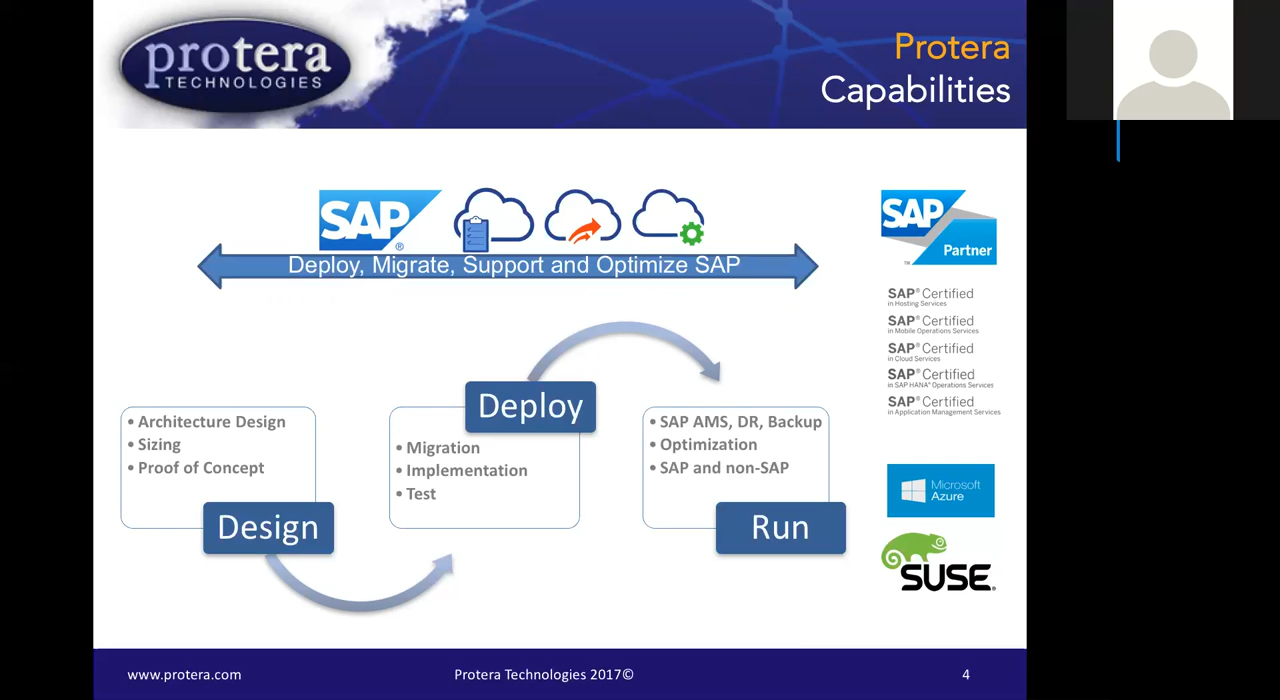 protera
TECHNOLOGIES
Protera
Capabilities
SAP
®
Deploy, Migrate, Support and Optimize SAP
SAP
Partner
™
SAP® Certified
in Hosting Services
SAP® Certified
in Mobile Operations Services
SAP® Certified
in Cloud Services
SAP® Certified
in SAP HANA® Operations Services
SAP® Certified
in Application Management Services
• Architecture Design
• Sizing
• Proof of Concept
Design
Deploy
• Migration
• Implementation
• Test
• SAP AMS, DR, Backup
• Optimization
• SAP and non-SAP
Run
Microsoft
Azure
SUSE®
www.protera.com
Protera Technologies 2017©
4